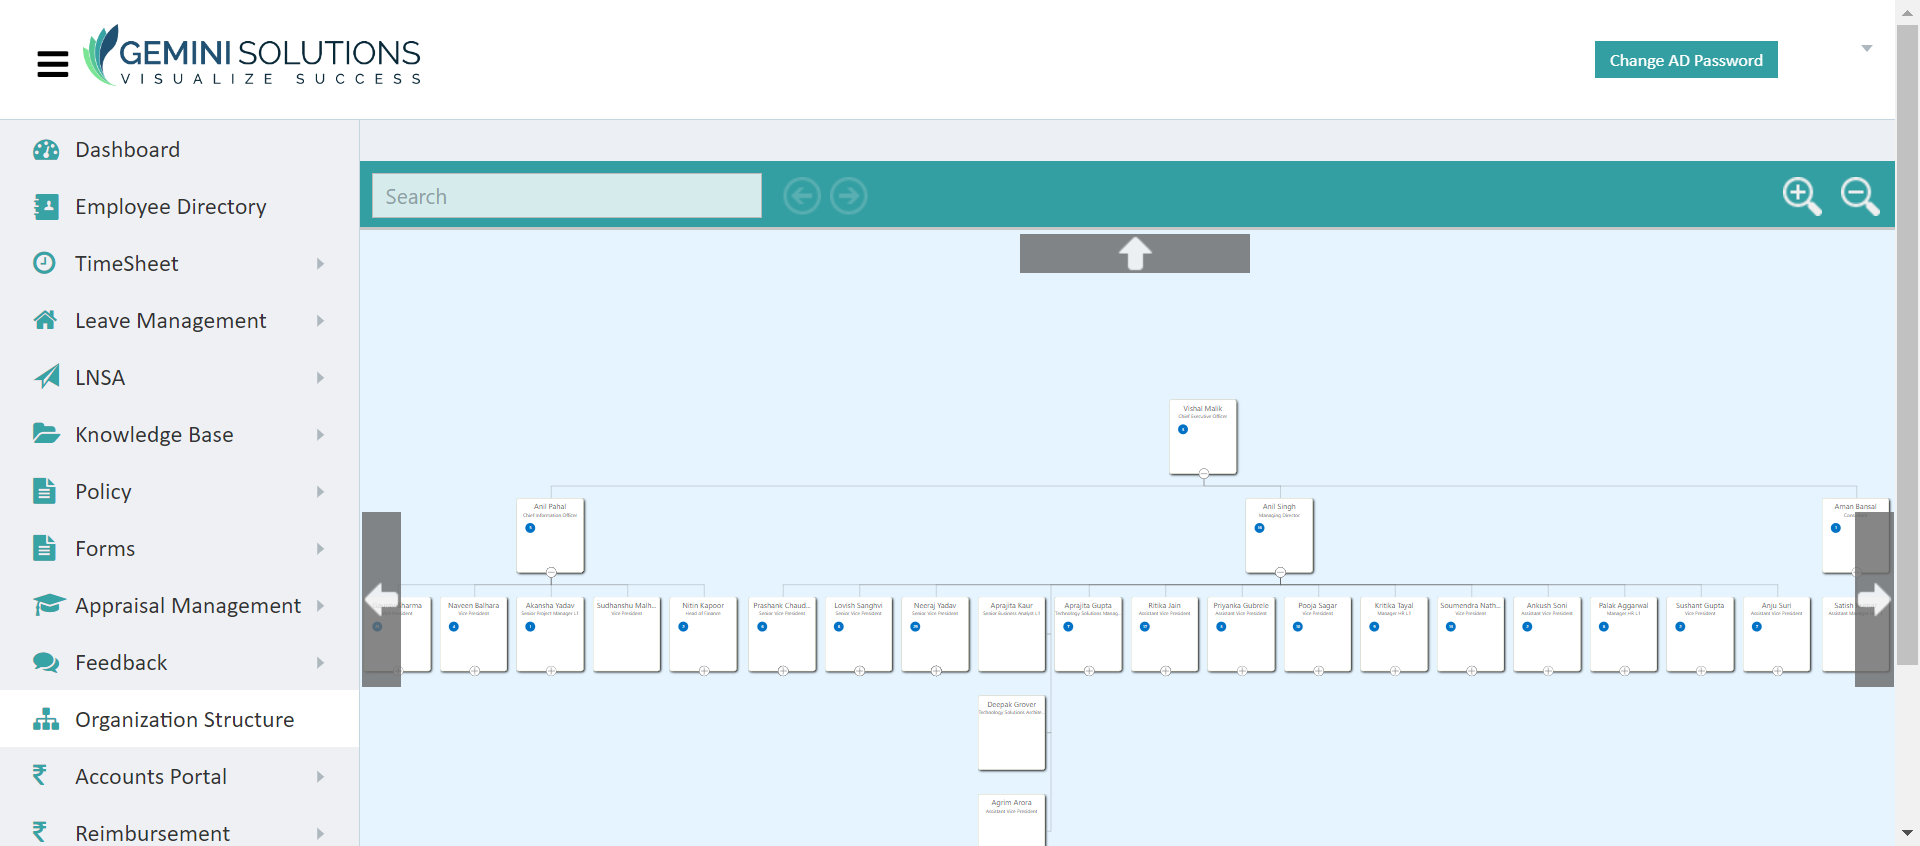 GEMINI SOLUTIONS
VISUALIZE SUCCESS
Change AD Password
Dashboard
Employee Directory
TimeSheet
Leave Management
LNSA
Knowledge Base
Policy
Forms
Appraisal Management
Feedback
Organization Structure
Accounts Portal
Reimbursement
Search
Vishal Malik
Chief Executive Officer
Anil Pahal
Chief Information Officer
Anil Singh
Managing Director
Aman Bansal
Naveen Balhara
Vice President
Akansha Yadav
Senior Project Manager L1
Sudhanshu Malh...
Vice President
Nitin Kapoor
Head of Finance
Prashank Chaud...
Senior Vice President
Lovish Sanghvi
Senior Vice President
Neeraj Yadav
Senior Vice President
Aprajita Kaur
Senior Business Analyst L1
Aprajita Gupta
Technology Solutions Manag...
Ritika Jain
Assistant Vice President
Priyanka Gubrele
Assistant Vice President
Pooja Sagar
Vice President
Kritika Tayal
Manager HR L1
Soumendra Nath...
Assistant Vice President
Ankush Soni
Assistant Vice President
Palak Aggarwal
Manager HR L1
Sushant Gupta
Vice President
Anju Suri
Assistant Vice President
Satish
Deepak Grover
Technology Solutions Archite...
Agrim Arora
Assistant Vice President